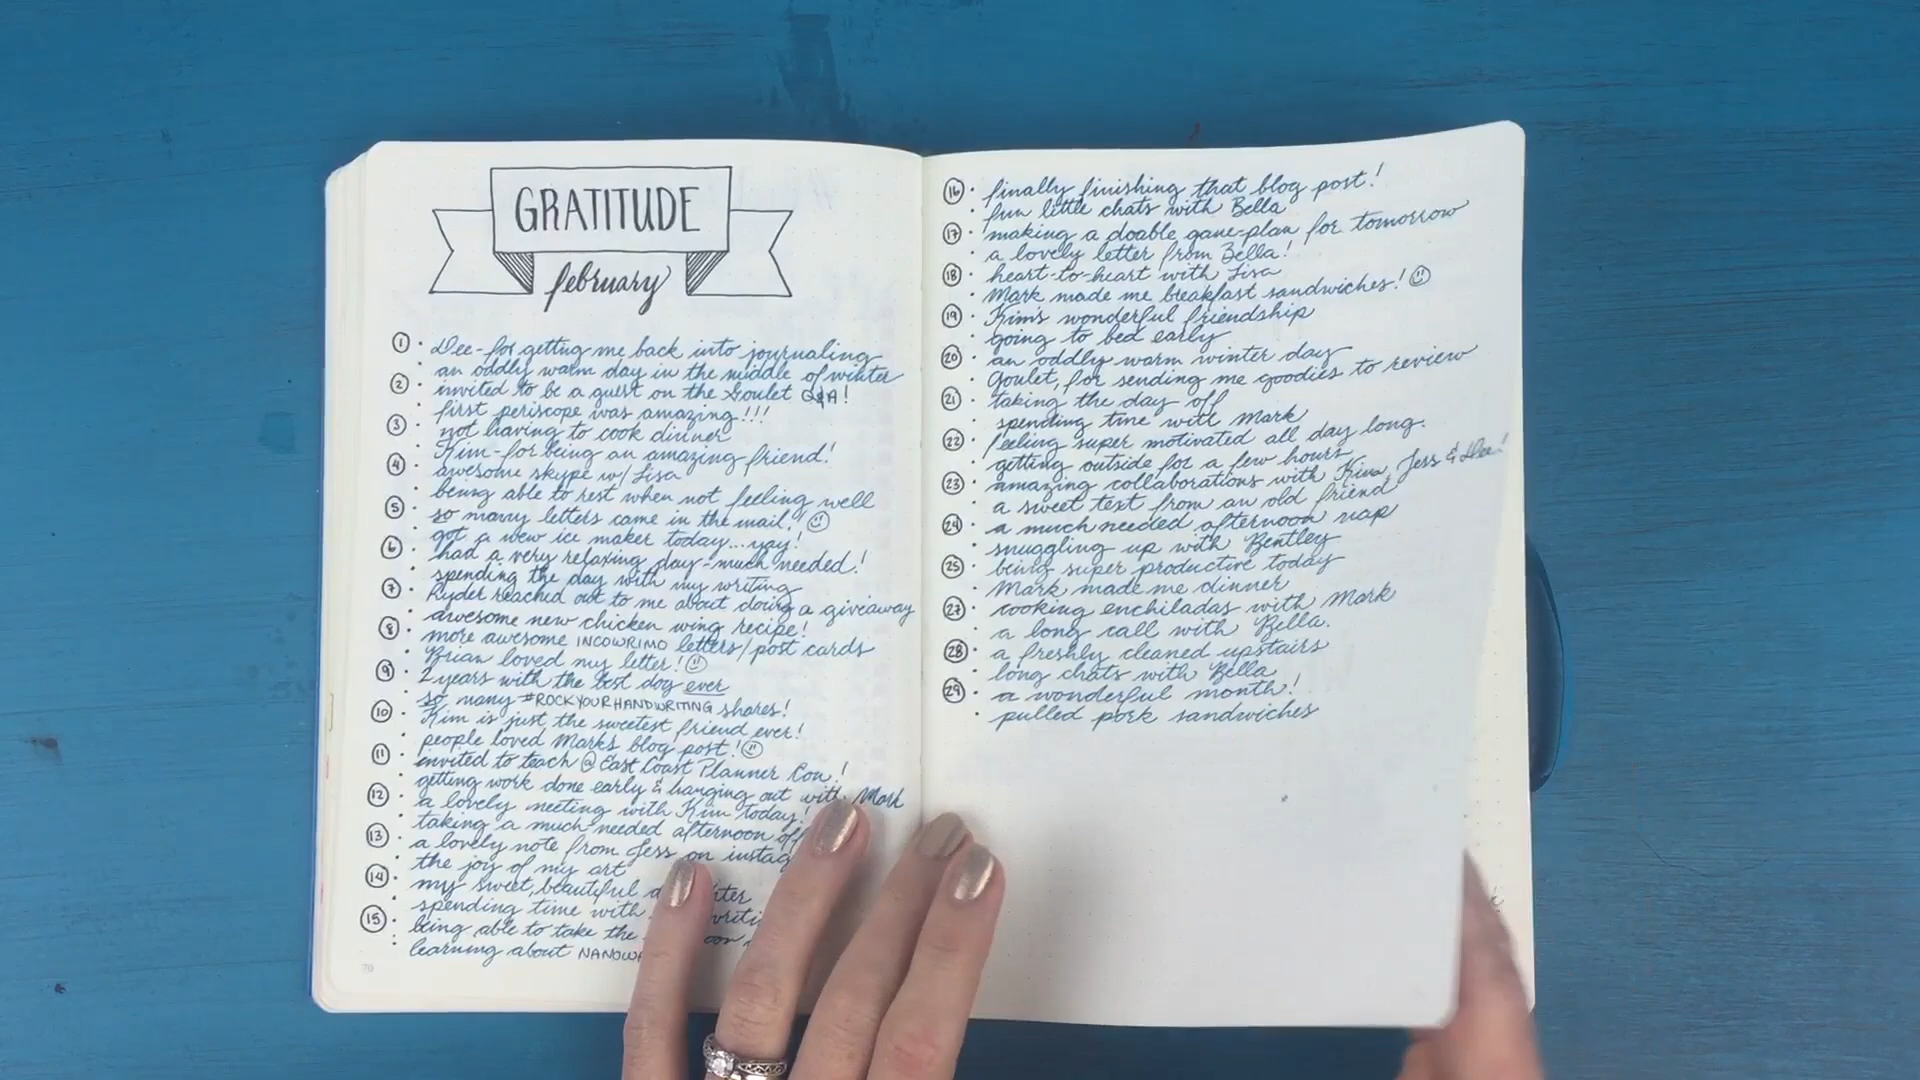 GRATITUDE
february
1 · Dee-for getting me back into journaling
· an oddly warm day in the middle of winter
2 · invited to be a guest on the Goulet Q&A!
· first periscope was amazing!!!
3 · not having to cook dinner
· Kim-for being an amazing friend!
4 · awesome skype w/ Lisa
· being able to rest when not feeling well
5 · so many letters came in the mail! ☺
· got a new ice maker today...yay!
6 · had a very relaxing day-much needed!
· spending the day with my writing
7 · Ryder reached out to me about doing a giveaway
· awesome new chicken wing recipe!
8 · more awesome INCOWRIMO letters/post cards
· Brian loved my letter! ☺
9 · 2 years with the best dog ever
· so many #ROCKYOURHANDWRITING shares!
10 · Kim is just the sweetest friend ever!
· people loved Mark's blog post! ☺
11 · invited to teach @ East Coast Planner Con!
· getting work done early & hanging out with Mark
12 · a lovely meeting with Kim today!
· taking a much-needed afternoon off
13 · a lovely note from Jess on
· the joy of my art
14 · my sweet, beautiful
· spending time with
15 · being able to take the
· learning about
70
16 · finally finishing that blog post!
· fun little chats with Bella
17 · making a doable game-plan for tomorrow
· a lovely letter from Bella!
18 · heart-to-heart with Lisa
· Mark made me breakfast sandwiches! ☺
19 · Kim's wonderful friendship
· going to bed early
20 · an oddly warm winter day
· Goulet, for sending me goodies to review
21 · taking the day off
· spending time with Mark
22 · feeling super motivated all day long.
· getting outside for a few hours
23 · amazing collaborations with Kim, Jess & Dee!
· a sweet text from an old friend
24 · a much needed afternoon nap
· snuggling up with Bentley
25 · being super productive today
· Mark made me dinner
27 · cooking enchiladas with Mark
· a long call with Bella.
28 · a freshly cleaned upstairs
· long chats with Bella
29 · a wonderful month!
· pulled pork sandwiches